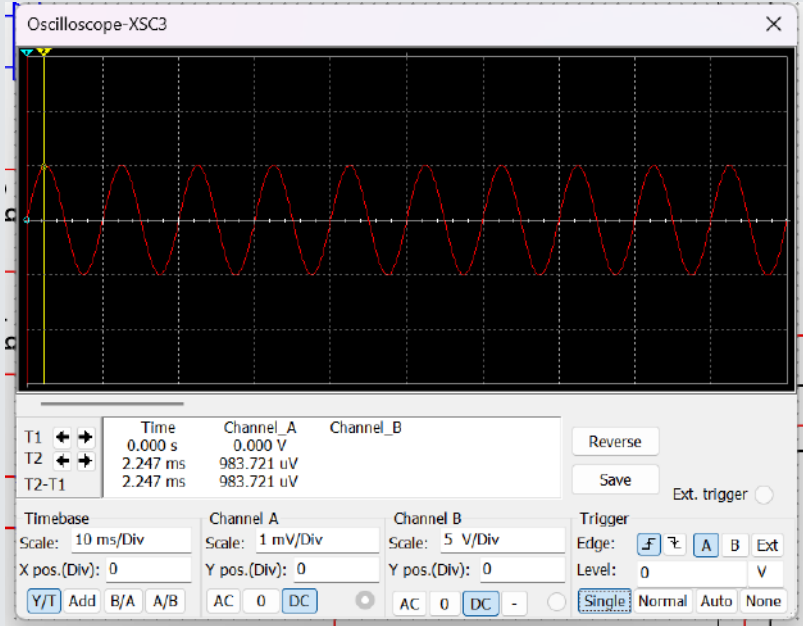 Oscilloscope-XSC3
1 2
Time Channel_A Channel_B
T1 0.000 s 0.000 V
T2 2.247 ms 983.721 uV
T2-T1 2.247 ms 983.721 uV
Reverse
Save
Ext. trigger
Timebase
Scale: 10 ms/Div
X pos.(Div): 0
Y/T Add B/A A/B
Channel A
Scale: 1 mV/Div
Y pos.(Div): 0
AC 0 DC
Channel B
Scale: 5 V/Div
Y pos.(Div): 0
AC 0 DC -
Trigger
Edge: A B Ext
Level: 0 V
Single Normal Auto None